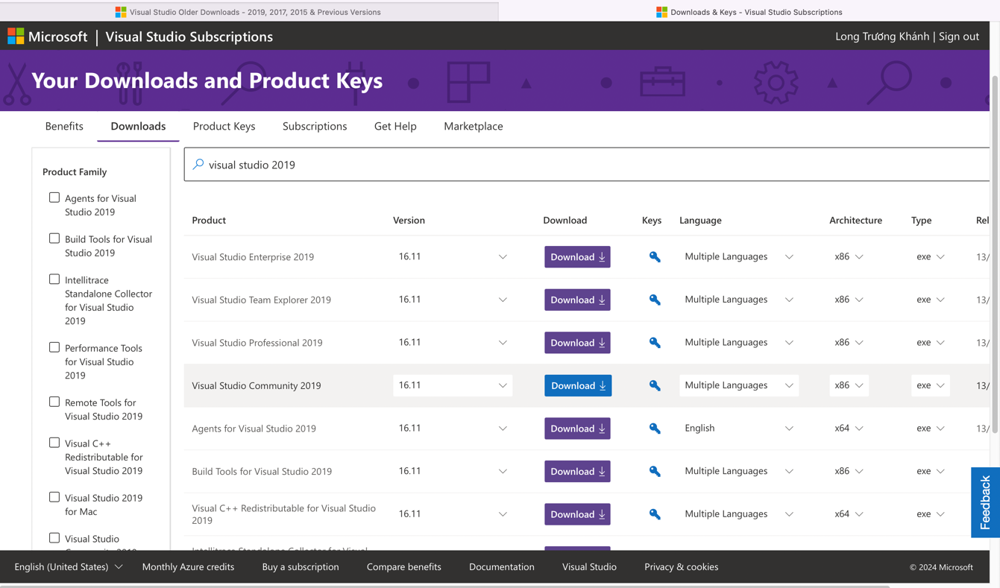 Visual Studio Older Downloads - 2019, 2017, 2015 & Previous Versions
Downloads & Keys - Visual Studio Subscriptions
Microsoft | Visual Studio Subscriptions
Long Trương Khánh | Sign out
Your Downloads and Product Keys
Benefits Downloads Product Keys Subscriptions Get Help Marketplace
Product Family
Agents for Visual
Studio 2019
Build Tools for Visual
Studio 2019
Intellitrace
Standalone Collector
for Visual Studio
2019
Performance Tools
for Visual Studio
2019
Remote Tools for
Visual Studio 2019
Visual C++
Redistributable for
Visual Studio 2019
Visual Studio 2019
for Mac
Visual Studio
Community 2019
visual studio 2019
Product Version Download Keys Language Architecture Type Rel
Visual Studio Enterprise 2019 16.11 Download Multiple Languages x86 exe 13/
Visual Studio Team Explorer 2019 16.11 Download Multiple Languages x86 exe 13/
Visual Studio Professional 2019 16.11 Download Multiple Languages x86 exe 13/
Visual Studio Community 2019 16.11 Download Multiple Languages x86 exe 13/
Agents for Visual Studio 2019 16.11 Download English x64 exe 13/
Build Tools for Visual Studio 2019 16.11 Download Multiple Languages x86 exe
Visual C++ Redistributable for Visual Studio
2019 16.11 Download Multiple Languages x64 exe
Intellitrace Standalone Collector for Visual
Feedback
English (United States) Monthly Azure credits Buy a subscription Compare benefits Documentation Visual Studio Privacy & cookies © 2024 Microsoft